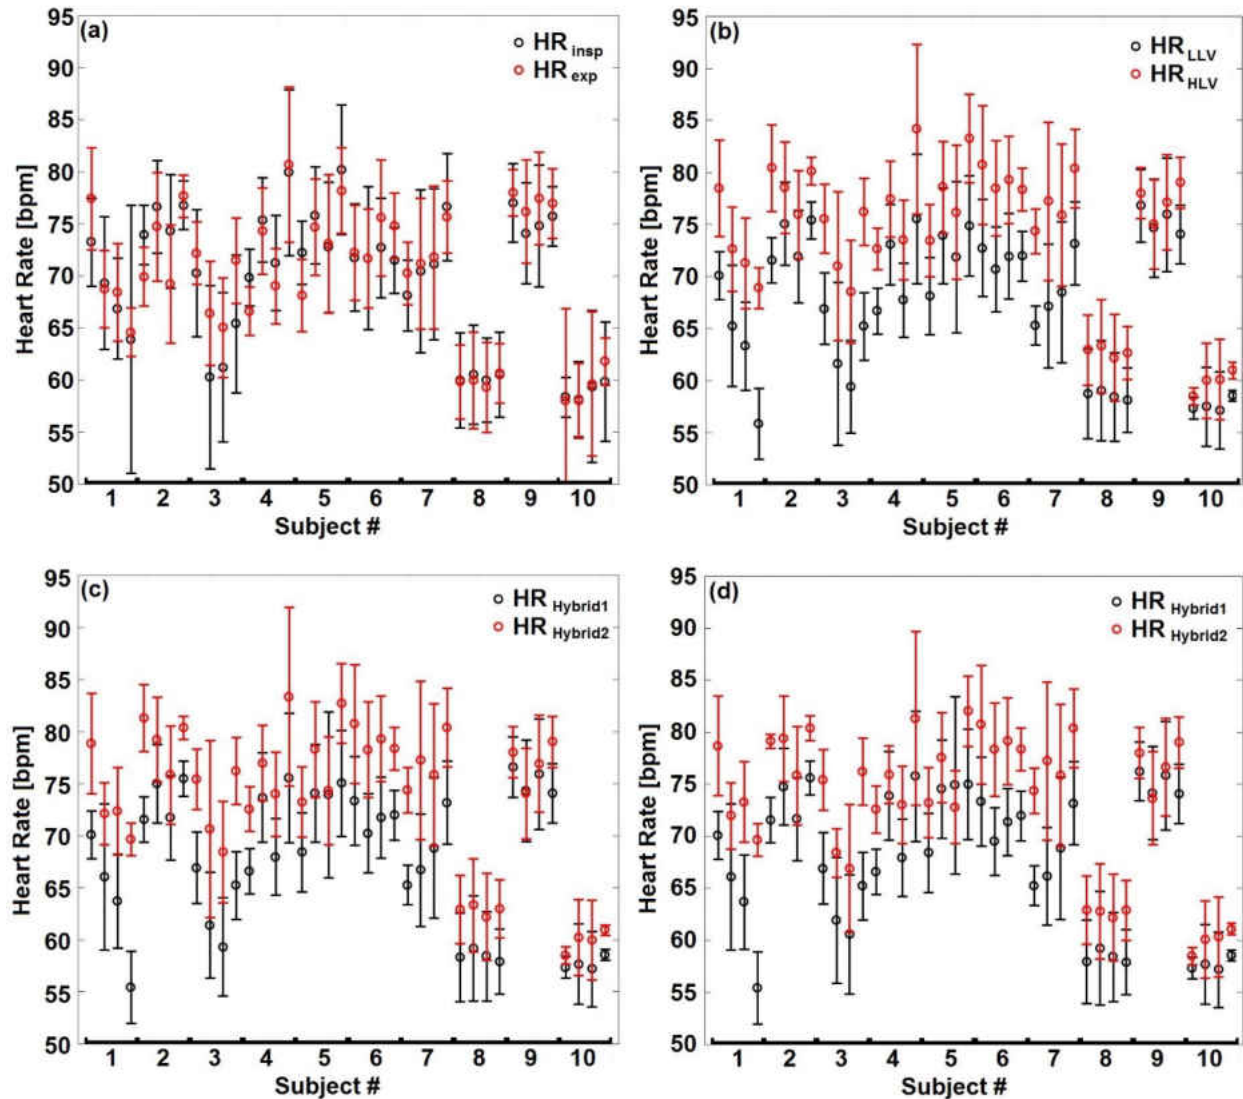 (a)
HR insp
HR exp
Heart Rate [bpm]
95
90
85
80
75
70
65
60
55
50
1 2 3 4 5 6 7 8 9 10
Subject #
(b)
HR LLV
HR HLV
Heart Rate [bpm]
95
90
85
80
75
70
65
60
55
50
1 2 3 4 5 6 7 8 9 10
Subject #
(c)
HR Hybrid1
HR Hybrid2
Heart Rate [bpm]
95
90
85
80
75
70
65
60
55
50
1 2 3 4 5 6 7 8 9 10
Subject #
(d)
HR Hybrid1
HR Hybrid2
Heart Rate [bpm]
95
90
85
80
75
70
65
60
55
50
1 2 3 4 5 6 7 8 9 10
Subject #